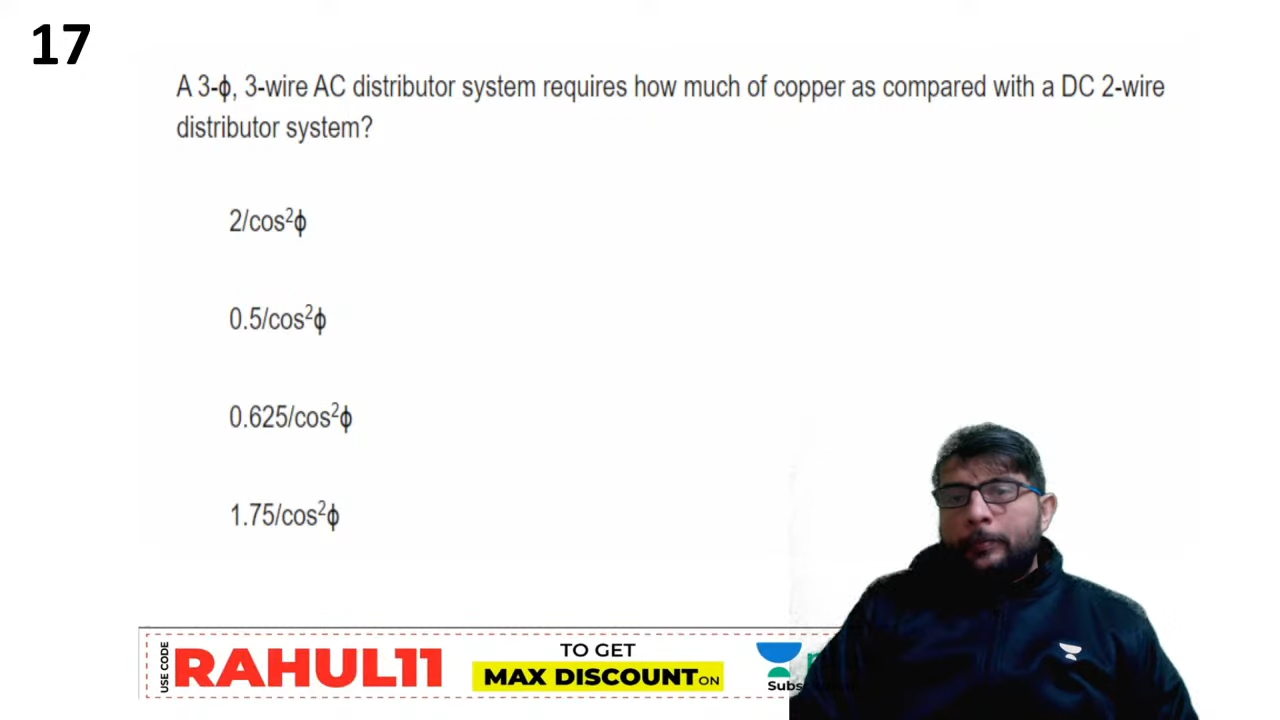 17
A 3-ϕ, 3-wire AC distributor system requires how much of copper as compared with a DC 2-wire
distributor system?
2/cos²ϕ
0.5/cos²ϕ
0.625/cos²ϕ
1.75/cos²ϕ
USE CODE
RAHUL11
TO GET
MAX DISCOUNT ON